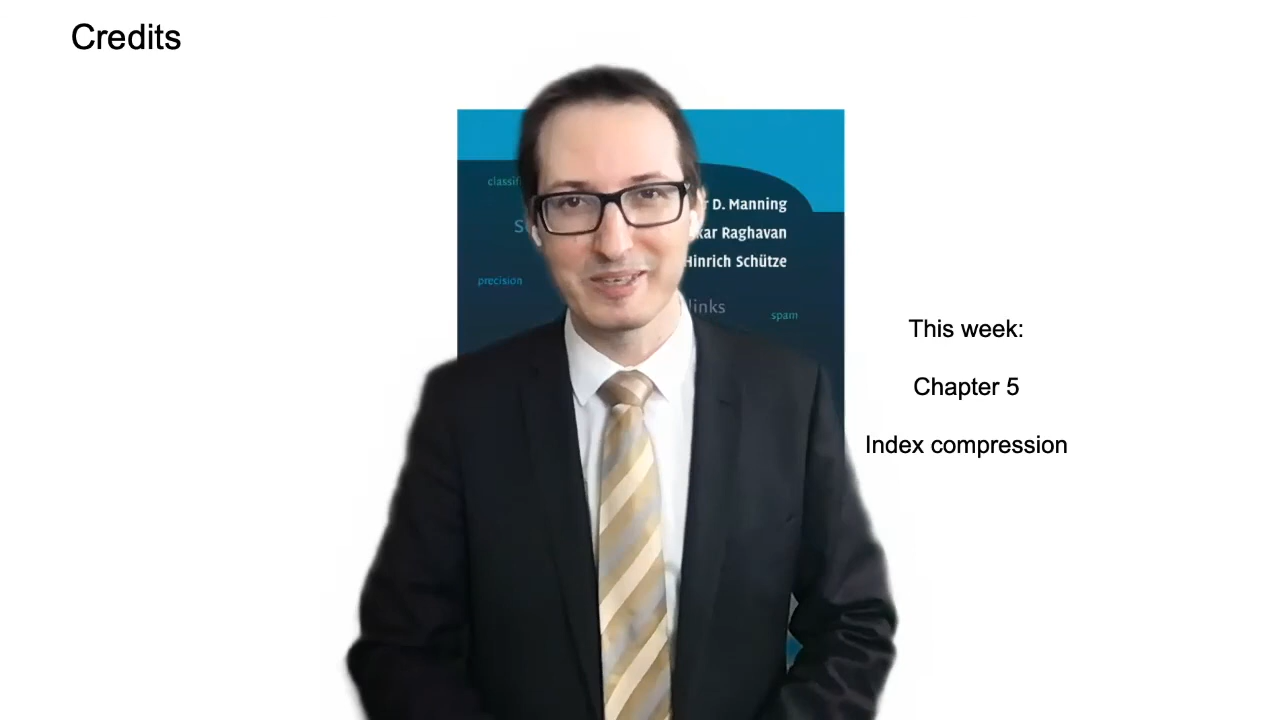 Credits
D. Manning
Raghavan
Hinrich Schütze
precision
links
spam
This week:
Chapter 5
Index compression